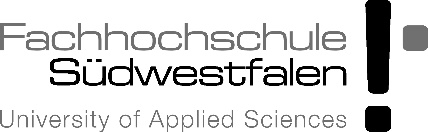 Fachhochschule
Südwestfalen
University of Applied Sciences